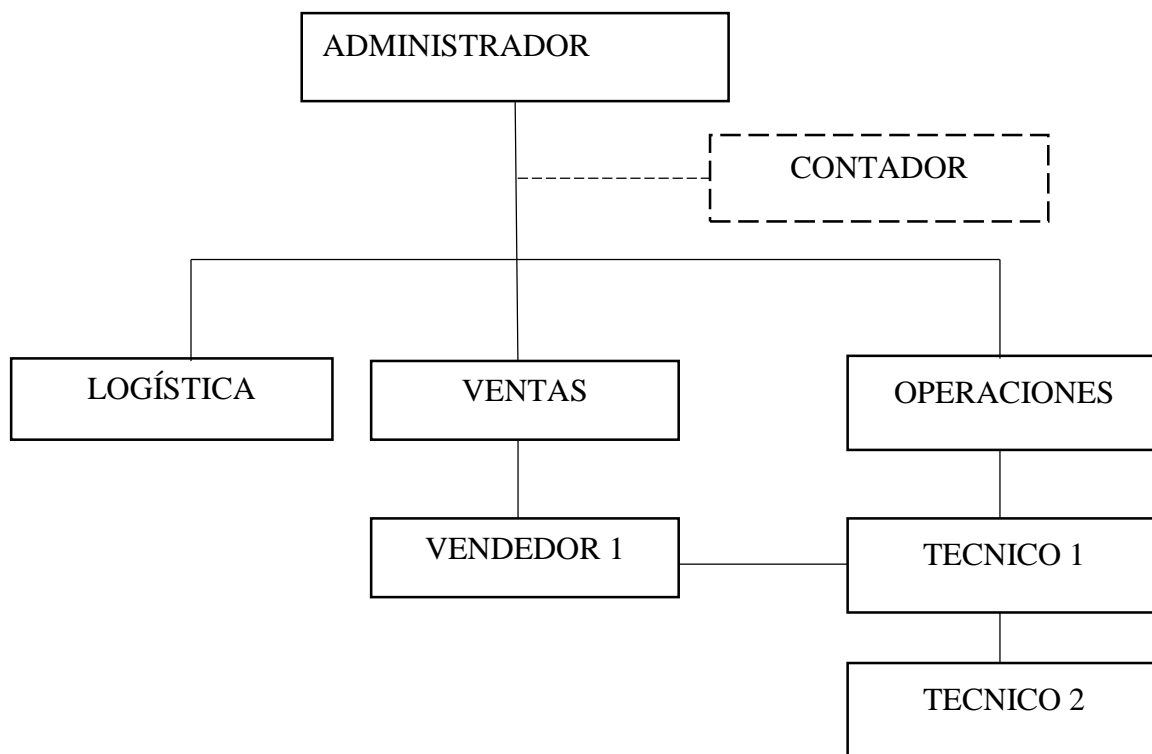 ADMINISTRADOR
CONTADOR
LOGÍSTICA
VENTAS
OPERACIONES
VENDEDOR 1
TECNICO 1
TECNICO 2